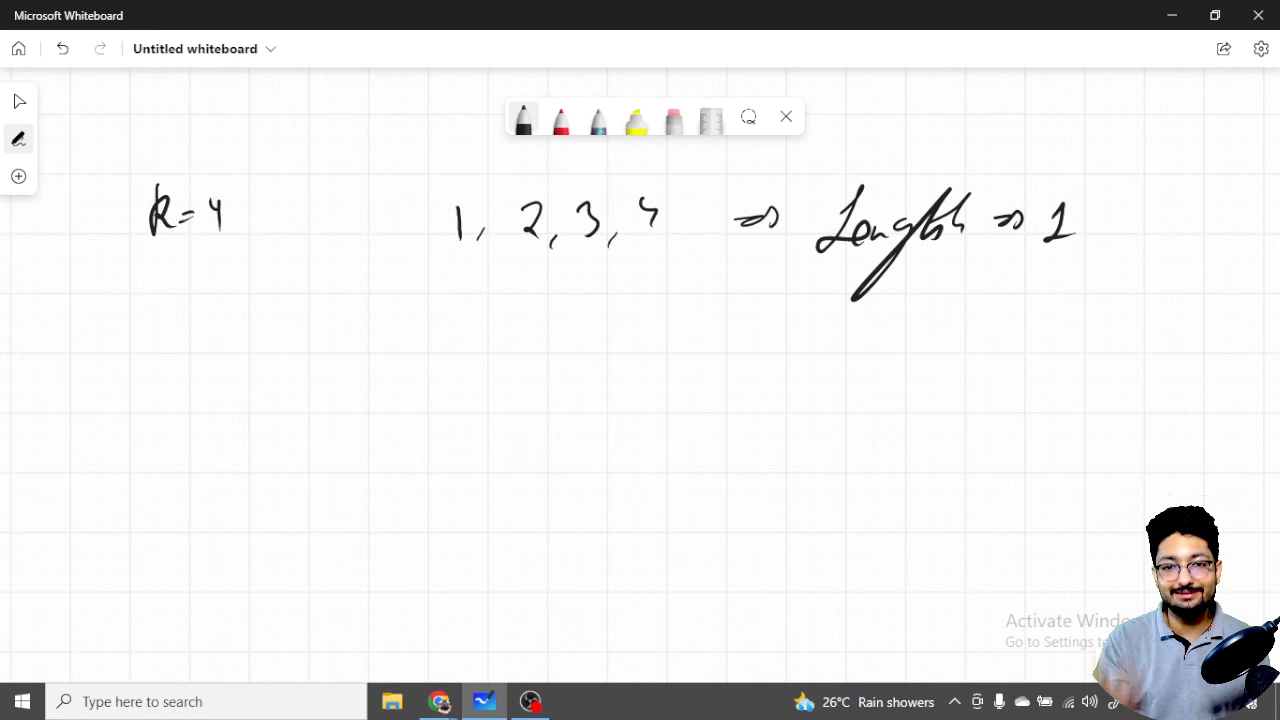 Microsoft Whiteboard
Untitled whiteboard
k = 4
1, 2, 3, 4 ⇒ Length ⇒ 1
Activate Windo
Go to Settings t
Type here to search
26°C Rain showers